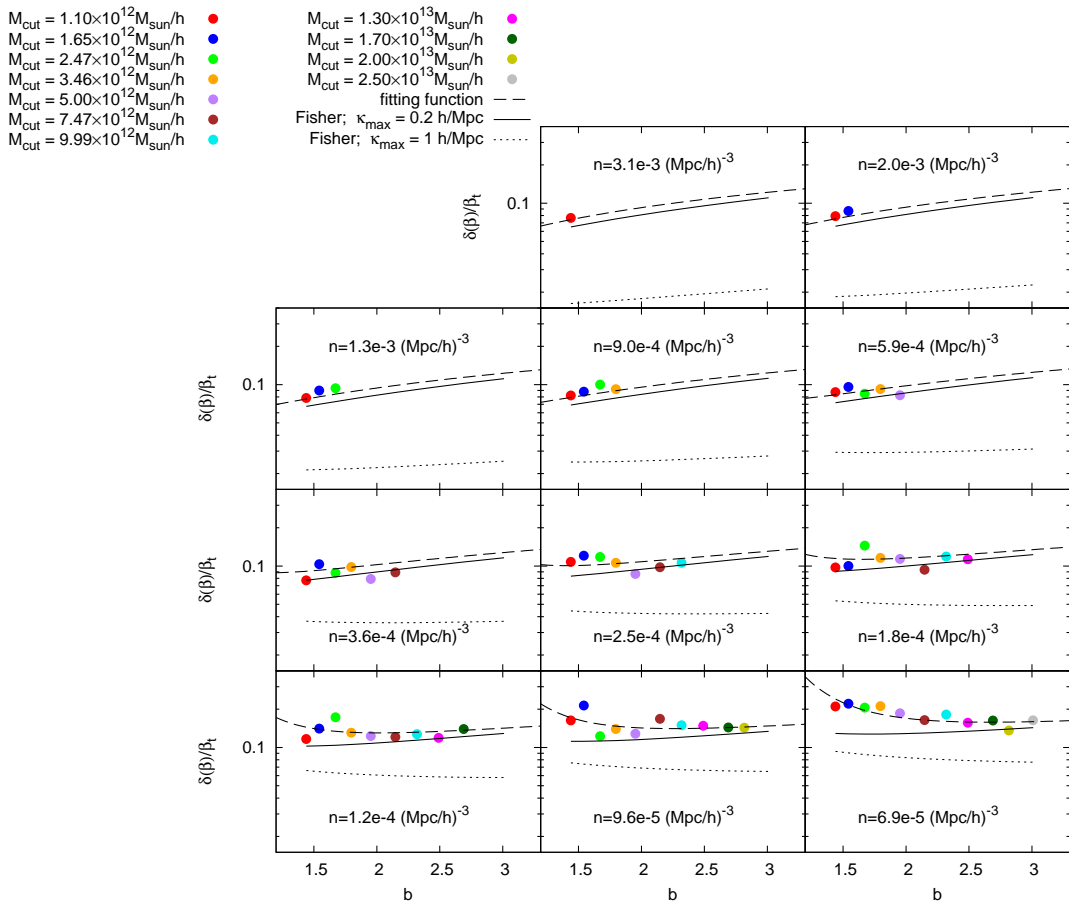 M_cut = 1.10×10^12 M_sun/h
M_cut = 1.65×10^12 M_sun/h
M_cut = 2.47×10^12 M_sun/h
M_cut = 3.46×10^12 M_sun/h
M_cut = 5.00×10^12 M_sun/h
M_cut = 7.47×10^12 M_sun/h
M_cut = 9.99×10^12 M_sun/h
M_cut = 1.30×10^13 M_sun/h
M_cut = 1.70×10^13 M_sun/h
M_cut = 2.00×10^13 M_sun/h
M_cut = 2.50×10^13 M_sun/h
fitting function
Fisher; κ_max = 0.2 h/Mpc
Fisher; κ_max = 1 h/Mpc
δ(β)/β_t
0.1
n=3.1e-3 (Mpc/h)^-3
n=2.0e-3 (Mpc/h)^-3
δ(β)/β_t
0.1
n=1.3e-3 (Mpc/h)^-3
n=9.0e-4 (Mpc/h)^-3
n=5.9e-4 (Mpc/h)^-3
δ(β)/β_t
0.1
n=3.6e-4 (Mpc/h)^-3
n=2.5e-4 (Mpc/h)^-3
n=1.8e-4 (Mpc/h)^-3
δ(β)/β_t
0.1
n=1.2e-4 (Mpc/h)^-3
n=9.6e-5 (Mpc/h)^-3
n=6.9e-5 (Mpc/h)^-3
1.5 2 2.5 3
1.5 2 2.5 3
1.5 2 2.5 3
b
b
b